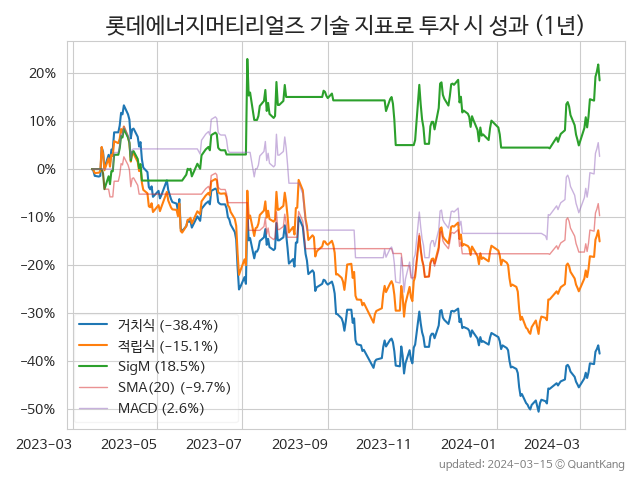 롯데에너지머티리얼즈 기술 지표로 투자 시 성과 (1년)
20%
10%
0%
−10%
−20%
−30%
−40%
−50%
거치식 (−38.4%)
적립식 (−15.1%)
SigM (18.5%)
SMA(20) (−9.7%)
MACD (2.6%)
2023−03 2023−05 2023−07 2023−09 2023−11 2024−01 2024−03
updated: 2024−03−15 © QuantKang